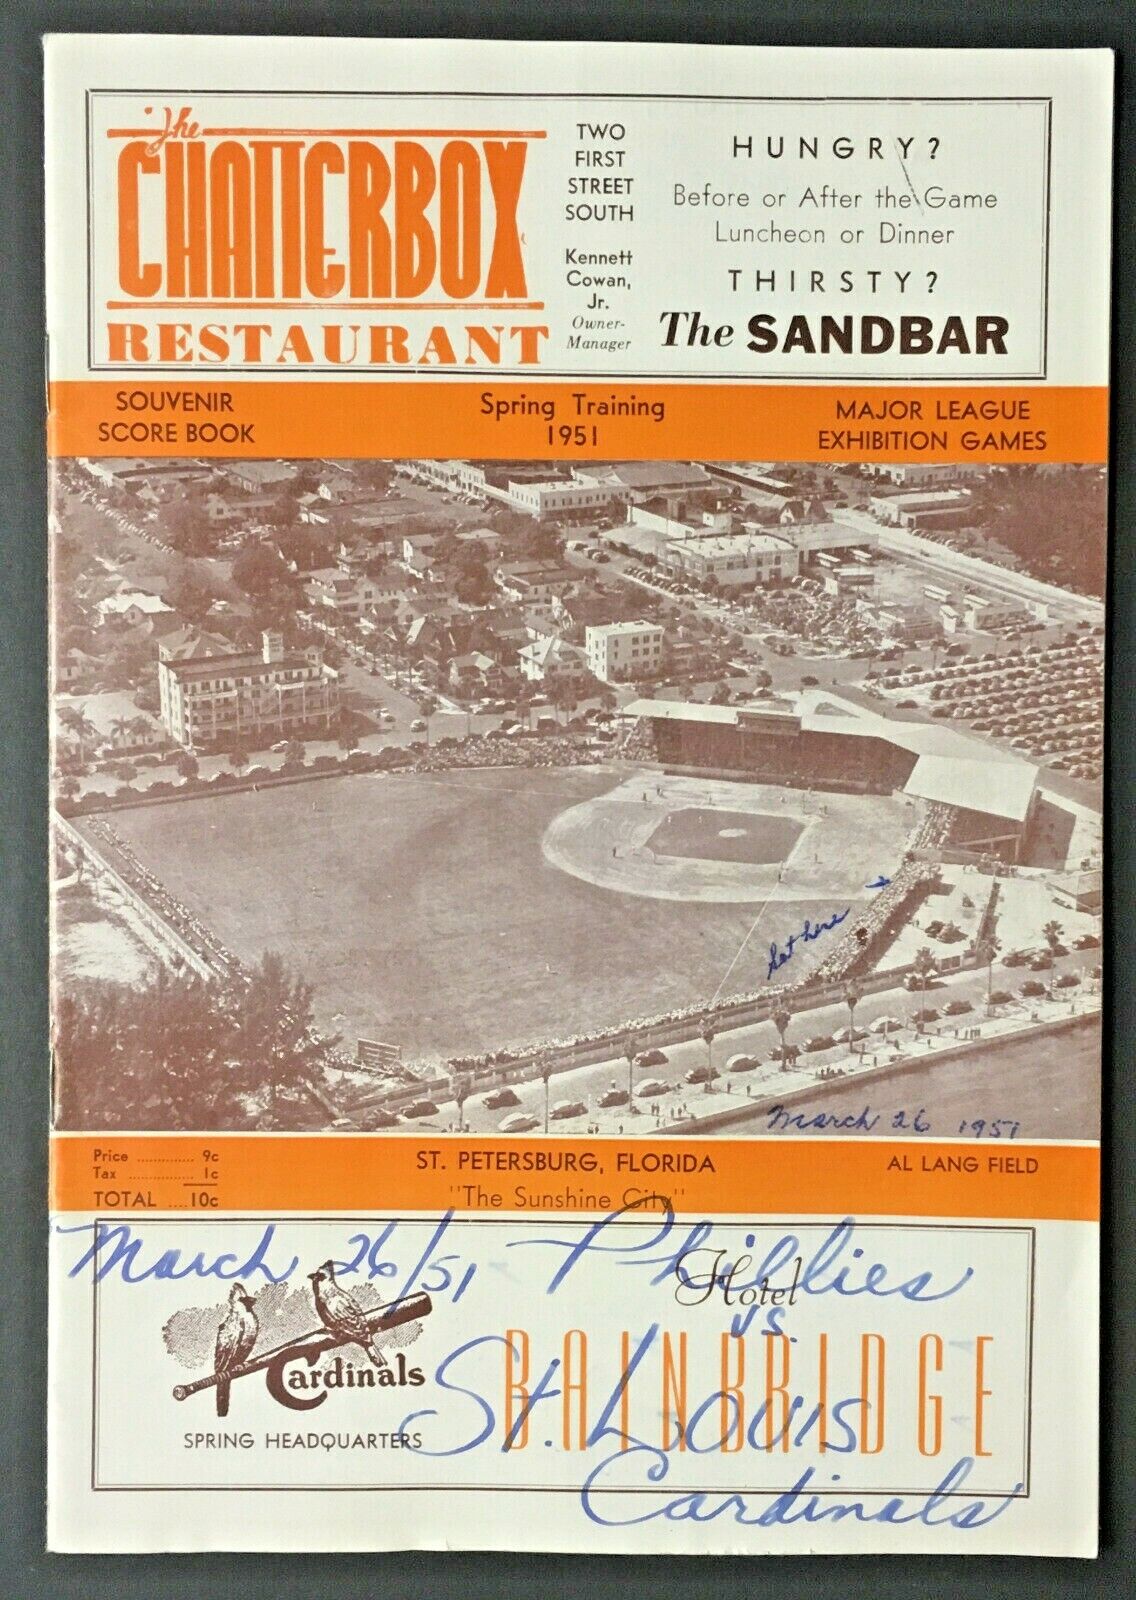 The
CHATTERBOX
RESTAURANT
TWO
FIRST
STREET
SOUTH
Kennett
Cowan,
Jr.
Owner-
Manager
HUNGRY?
Before or After the Game
Luncheon or Dinner
THIRSTY?
The SANDBAR
SOUVENIR
SCORE BOOK
Spring Training
1951
MAJOR LEAGUE
EXHIBITION GAMES
here
March 26 1951
Price ............. 9c
Tax ............... 1c
TOTAL ....10c
ST. PETERSBURG, FLORIDA
"The Sunshine City"
AL LANG FIELD
March 26/51 Phillies
vs.
St. Louis
Cardinals
Cardinals
SPRING HEADQUARTERS
Hotel
BAINBRIDGE